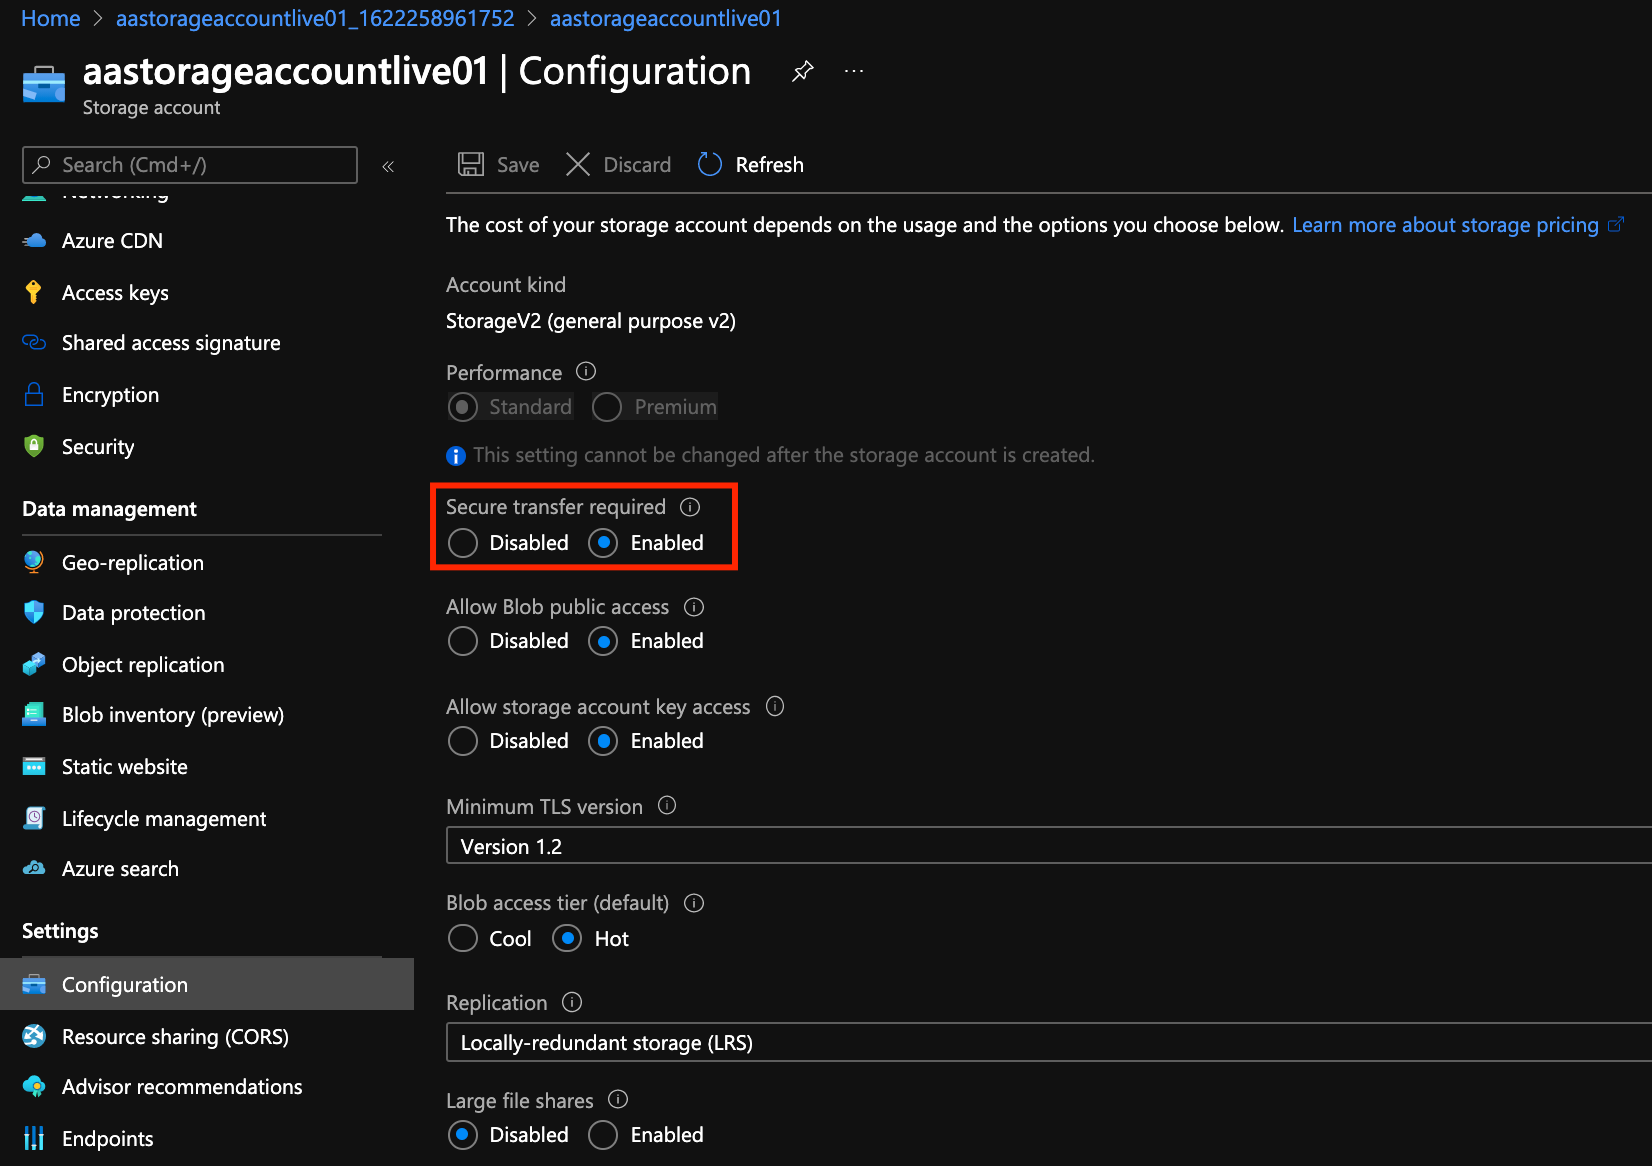 Home > aastorageaccountlive01_1622258961752 > aastorageaccountlive01
aastorageaccountlive01 | Configuration ...
Storage account
Search (Cmd+/) «
Networking
Azure CDN
Access keys
Shared access signature
Encryption
Security
Data management
Geo-replication
Data protection
Object replication
Blob inventory (preview)
Static website
Lifecycle management
Azure search
Settings
Configuration
Resource sharing (CORS)
Advisor recommendations
Endpoints
Save Discard Refresh
The cost of your storage account depends on the usage and the options you choose below. Learn more about storage pricing
Account kind
StorageV2 (general purpose v2)
Performance
Standard Premium
This setting cannot be changed after the storage account is created.
Secure transfer required
Disabled Enabled
Allow Blob public access
Disabled Enabled
Allow storage account key access
Disabled Enabled
Minimum TLS version
Version 1.2
Blob access tier (default)
Cool Hot
Replication
Locally-redundant storage (LRS)
Large file shares
Disabled Enabled